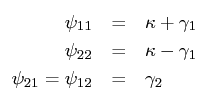 ψ₁₁ = κ + γ₁
ψ₂₂ = κ − γ₁
ψ₂₁ = ψ₁₂ = γ₂